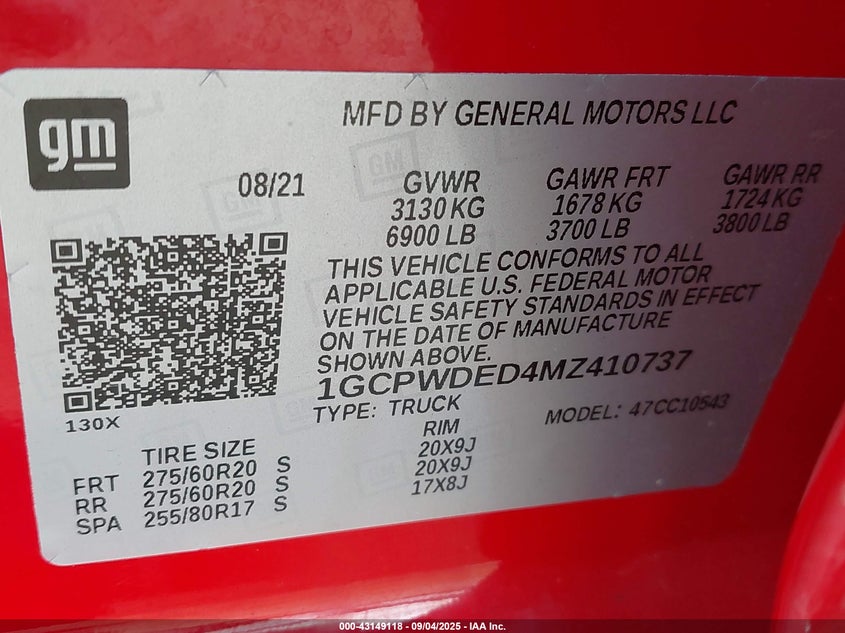 gm
MFD BY GENERAL MOTORS LLC
08/21
GVWR GAWR FRT GAWR RR
3130 KG 1678 KG 1724 KG
6900 LB 3700 LB 3800 LB
THIS VEHICLE CONFORMS TO ALL
APPLICABLE U.S. FEDERAL MOTOR
VEHICLE SAFETY STANDARDS IN EFFECT
ON THE DATE OF MANUFACTURE
SHOWN ABOVE.
1GCPWDED4MZ410737
TYPE: TRUCK MODEL: 47CC10543
130X
TIRE SIZE RIM
FRT 275/60R20 S 20X9J
RR 275/60R20 S 20X9J
SPA 255/80R17 S 17X8J
000-43149118 - 09/04/2025 - IAA Inc.